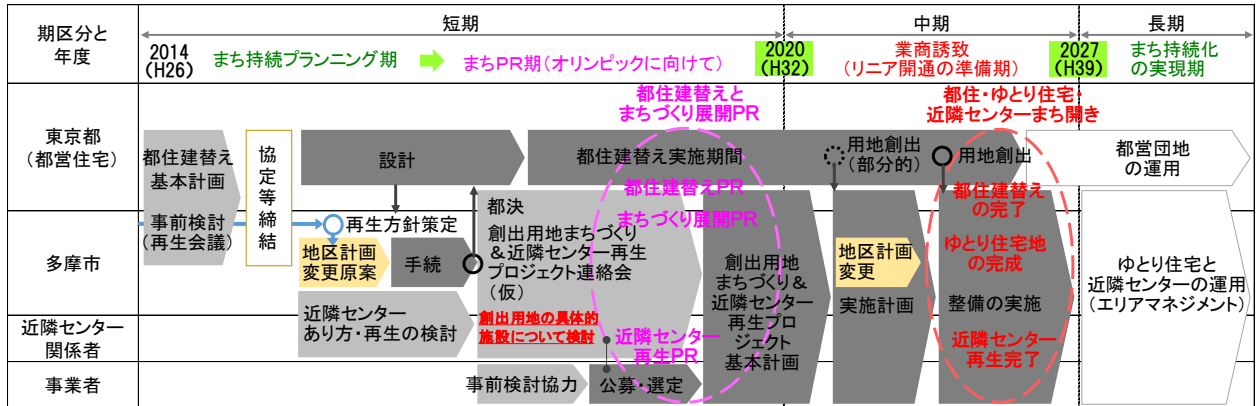 期区分と
年度
短期
中期
長期
2014
(H26)
まち持続プランニング期
まちPR期(オリンピックに向けて)
2020
(H32)
業商誘致
(リニア開通の準備期)
2027
(H39)
まち持続化
の実現期
東京都
(都営住宅)
都住建替え
基本計画
事前検討
(再生会議)
協定等締結
設計
都住建替え実施期間
都住建替えと
まちづくり展開PR
用地創出
(部分的)
用地創出
都住・ゆとり住宅・
近隣センターまち開き
都営団地
の運用
多摩市
再生方針策定
地区計画
変更原案
手続
都決
創出用地まちづくり
&近隣センター再生
プロジェクト連絡会
(仮)
都住建替えPR
まちづくり展開PR
創出用地
まちづくり&
近隣センター
再生プロ
ジェクト
基本計画
地区計画
変更
実施計画
都住建替え
の完了
ゆとり住宅地
の完成
整備の実施
近隣センター
再生完了
ゆとり住宅と
近隣センターの運用
(エリアマネジメント)
近隣センター
関係者
近隣センター
あり方・再生の検討
創出用地の具体的
施設について検討
近隣センター
再生PR
事業者
事前検討協力
公募・選定